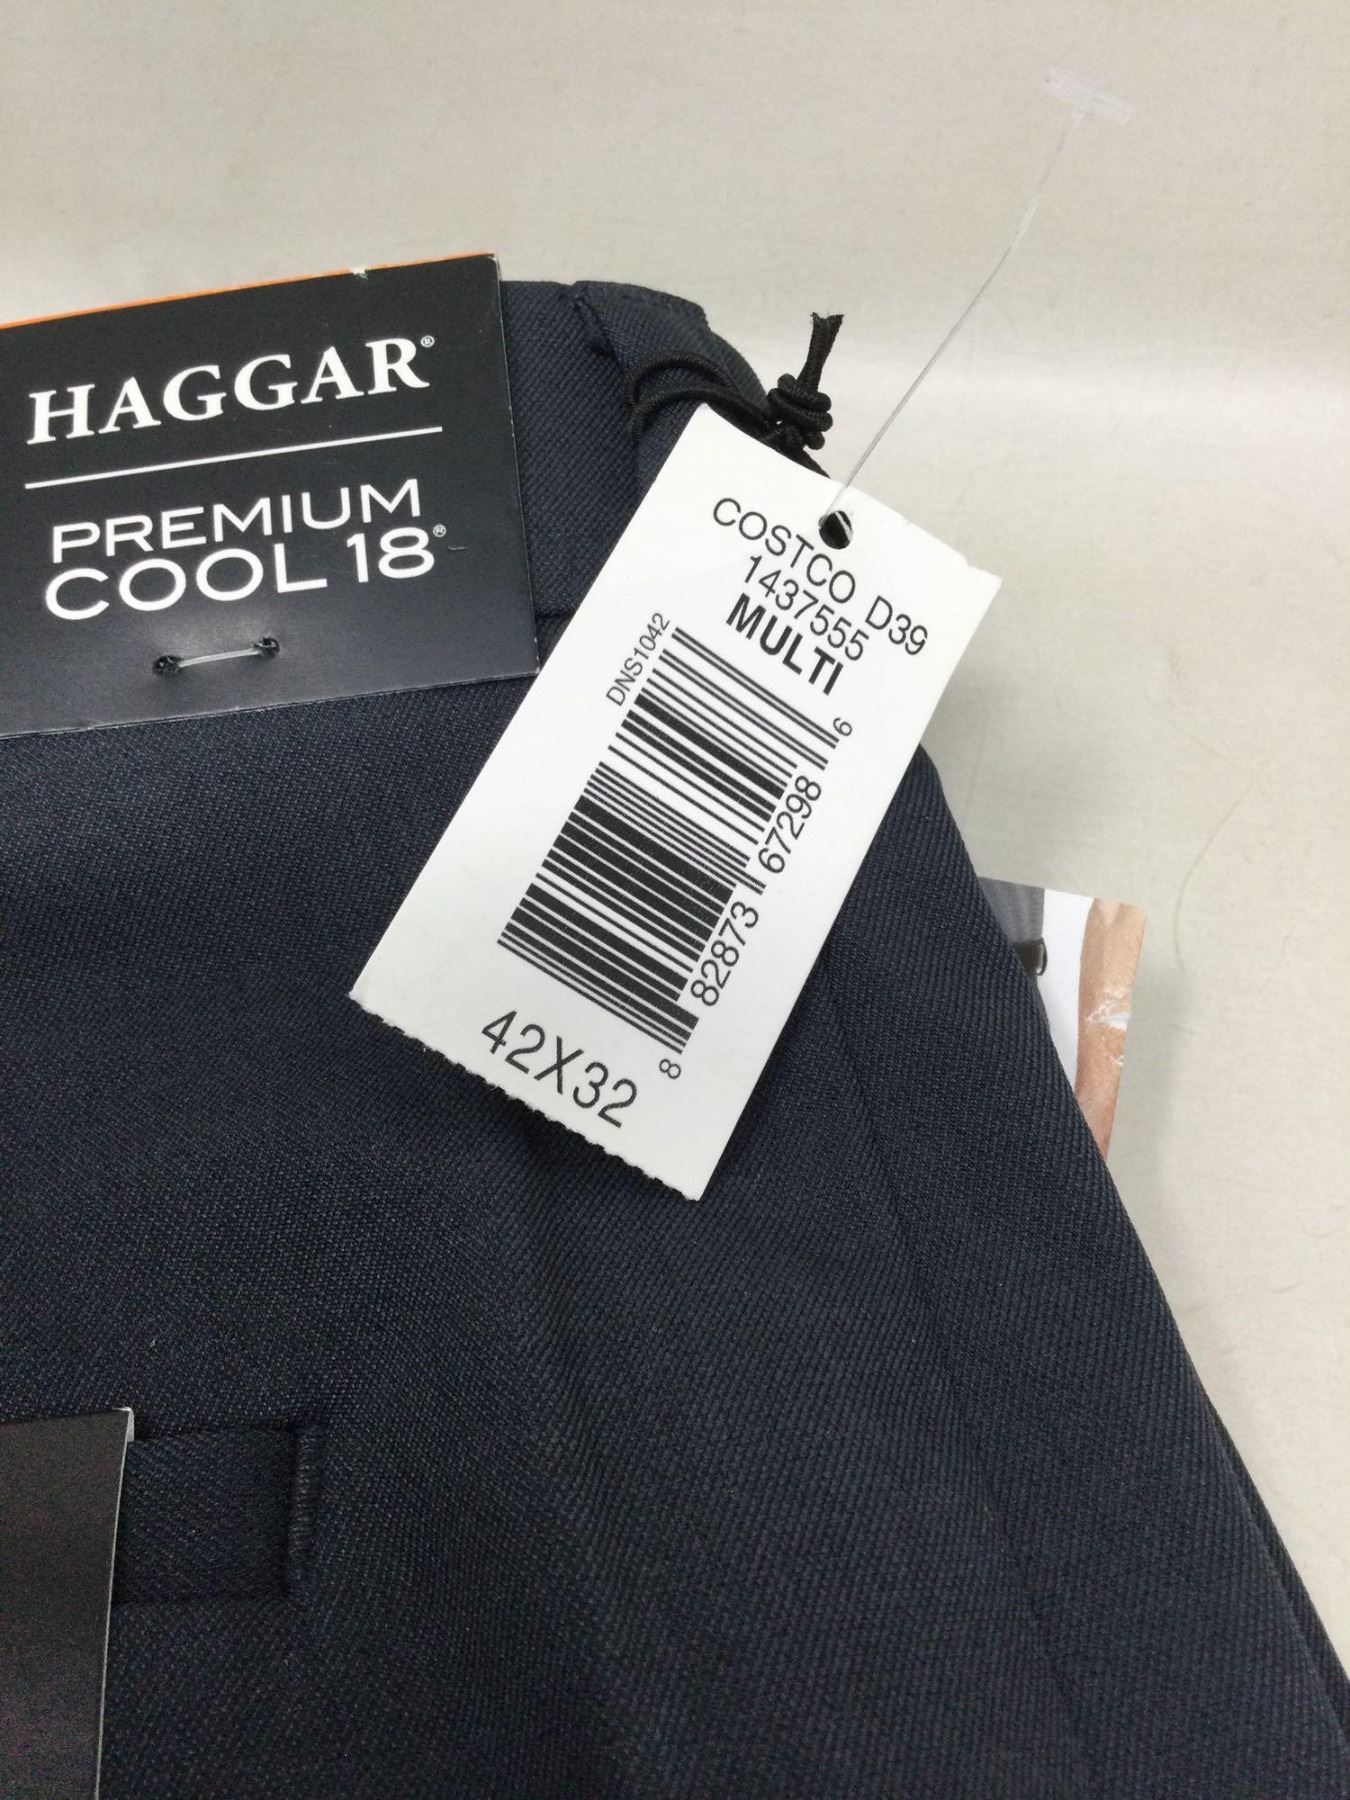 HAGGAR®
PREMIUM
COOL 18®
COSTCO D39
1437555
MULTI
DNS1042
8 82873 67298 6
42X32